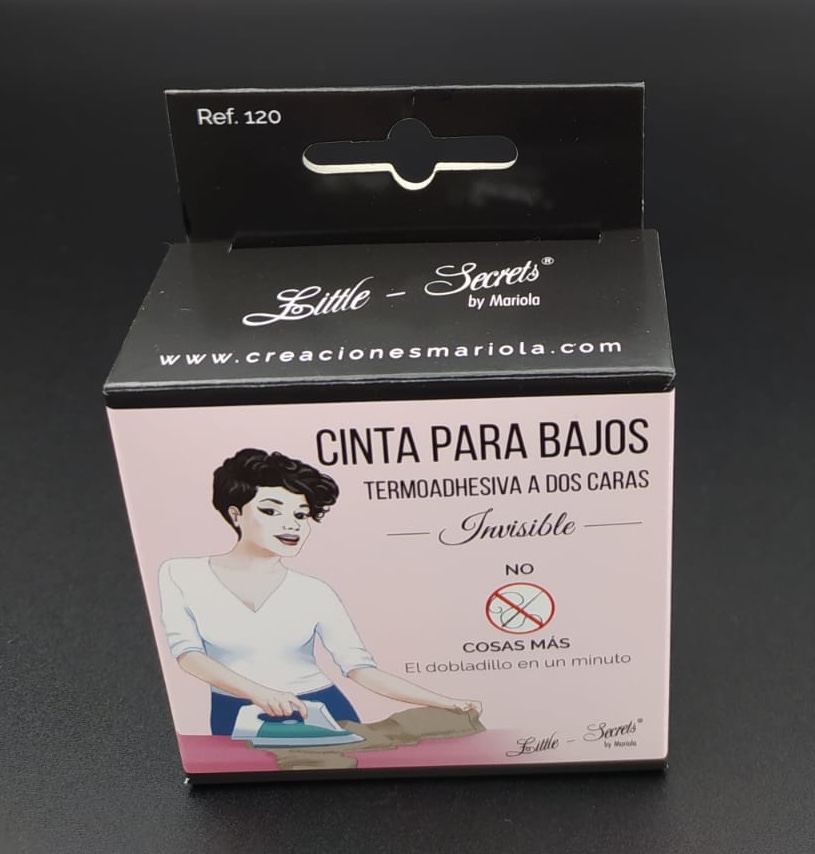 Ref. 120
Little - Secrets®
by Mariola
www.creacionesmariola.com
CINTA PARA BAJOS
TERMOADHESIVA A DOS CARAS
Invisible
NO
COSAS MÁS
El dobladillo en un minuto
Little - Secrets®
by Mariola